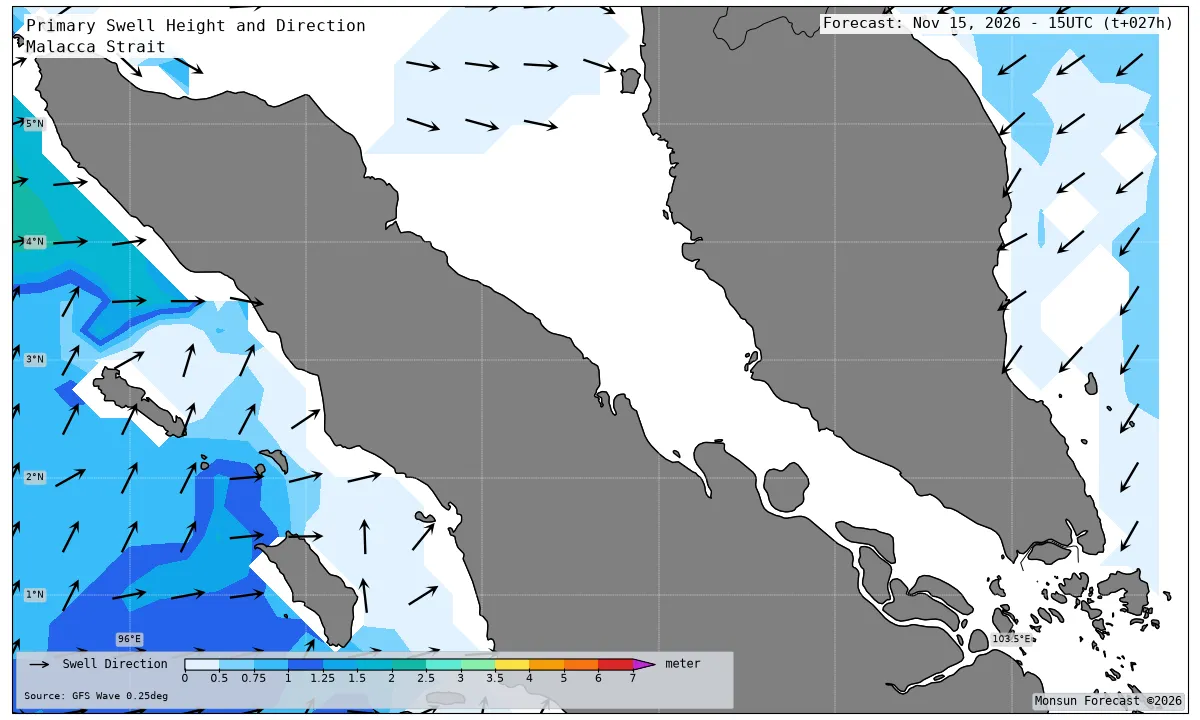 Primary Swell Height and Direction
Malacca Strait
Forecast: Nov 15, 2026 - 15UTC (t+027h)
5°N
4°N
3°N
2°N
1°N
96°E
103.5°E
Swell Direction
0 0.5 0.75 1 1.25 1.5 2 2.5 3 3.5 4 5 6 7
meter
Source: GFS Wave 0.25deg
Monsun Forecast ©2026